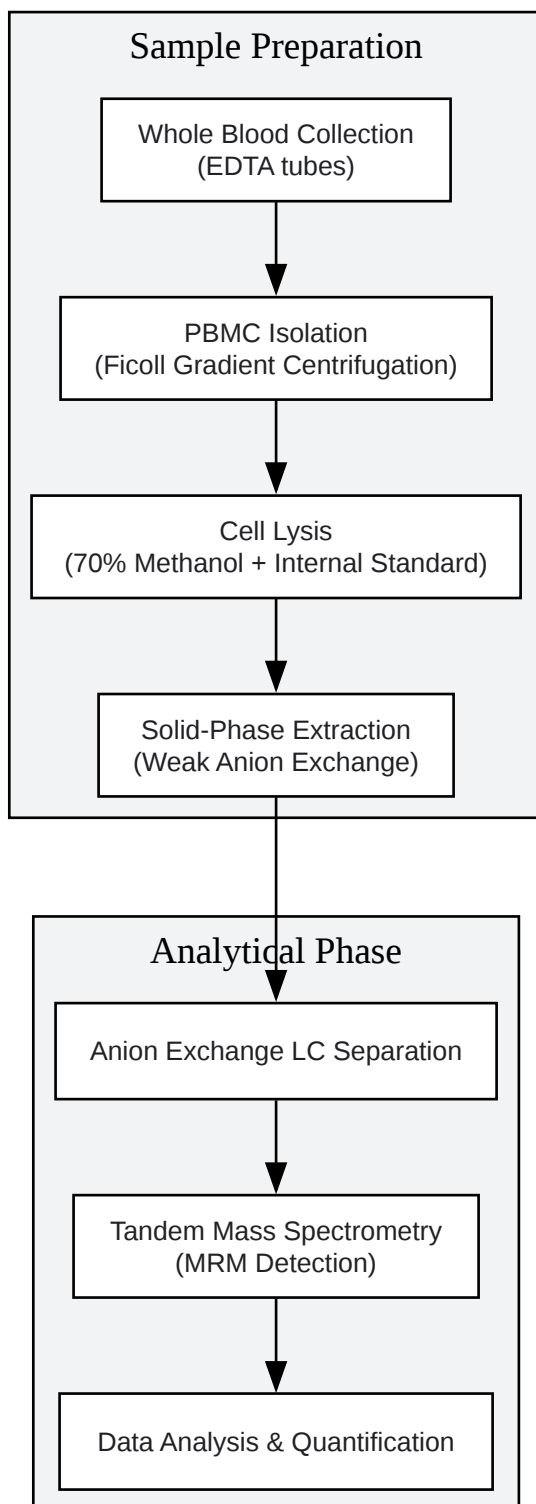 Sample Preparation
Whole Blood Collection
(EDTA tubes)
PBMC Isolation
(Ficoll Gradient Centrifugation)
Cell Lysis
(70% Methanol + Internal Standard)
Solid-Phase Extraction
(Weak Anion Exchange)
Analytical Phase
Anion Exchange LC Separation
Tandem Mass Spectrometry
(MRM Detection)
Data Analysis & Quantification